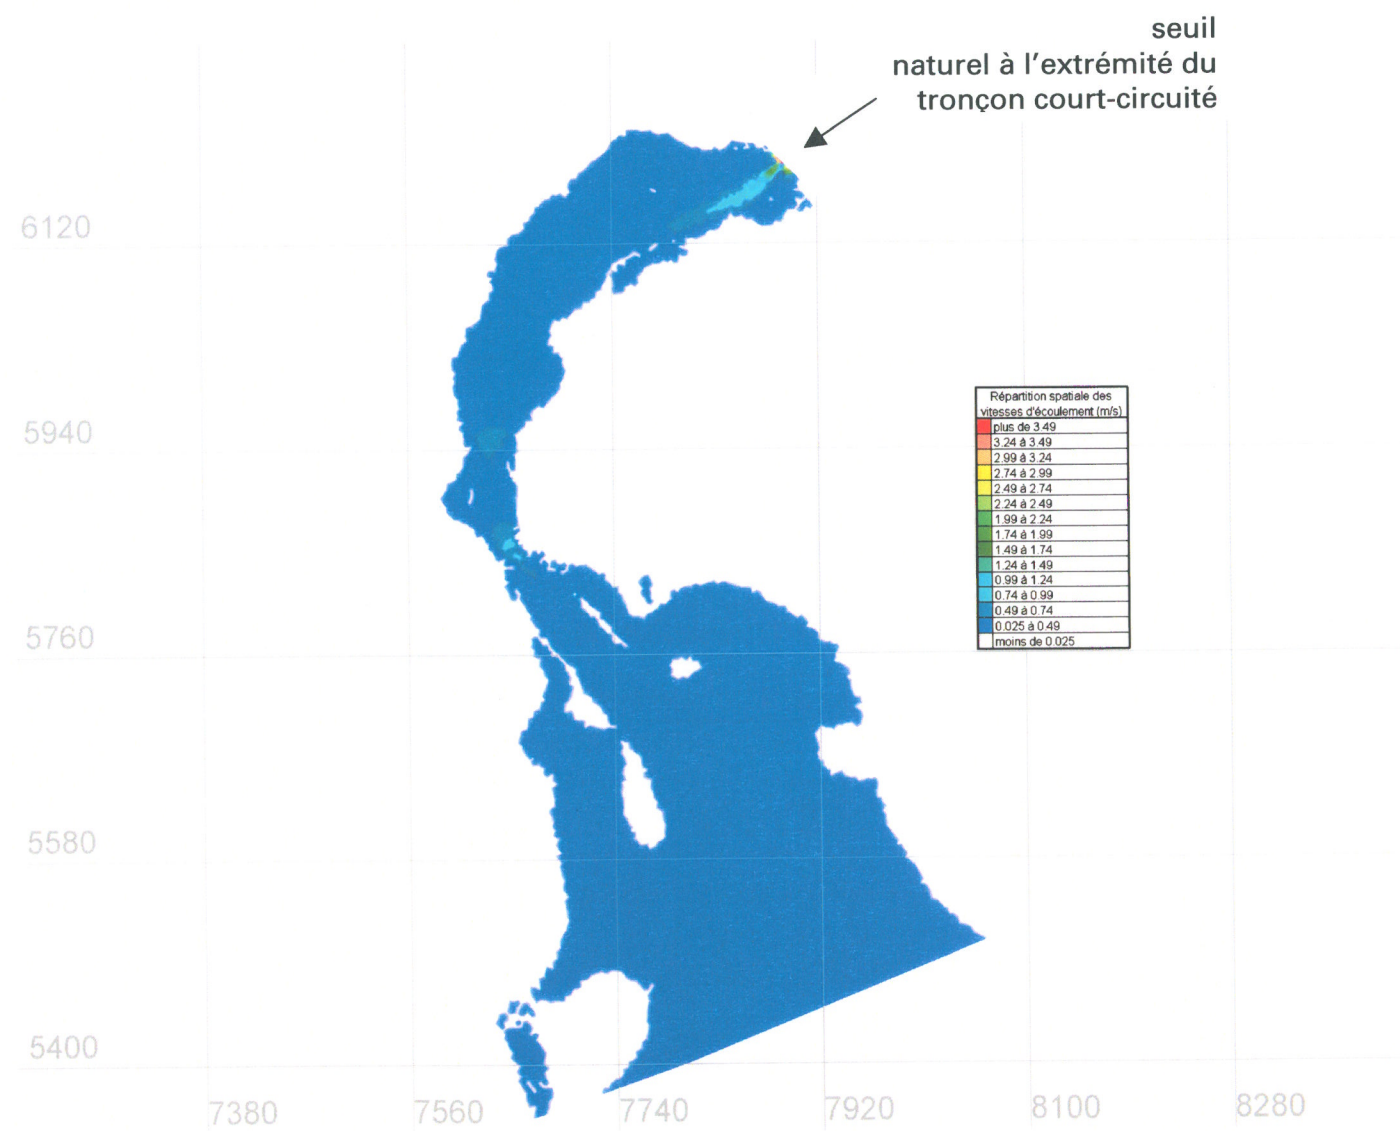 seuil
naturel à l'extrémité du
tronçon court-circuité
6120
5940
Répartition spatiale des
vitesses d'écoulement (m/s)
plus de 3.49
3.24 à 3.49
2.99 à 3.24
2.74 à 2.99
2.49 à 2.74
2.24 à 2.49
1.99 à 2.24
1.74 à 1.99
1.49 à 1.74
1.24 à 1.49
0.99 à 1.24
0.74 à 0.99
0.49 à 0.74
0.025 à 0.49
moins de 0.025
5760
5580
5400
7380 7560 7740 7920 8100 8280